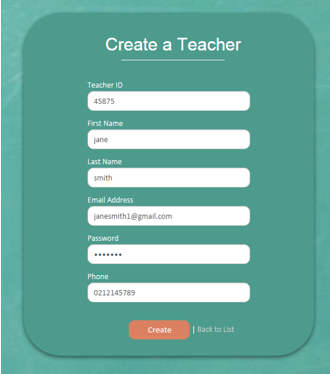 Create a Teacher
Teacher ID
45875
First Name
jane
Last Name
smith
Email Address
janesmith1@gmail.com
Password
•••••••
Phone
0212145789
Create | Back to List